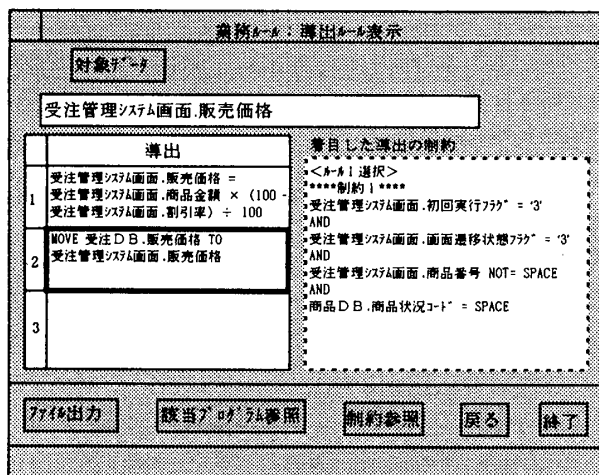 業務ﾙｰﾙ：導出ﾙｰﾙ表示
対象ﾃﾞｰﾀ
受注管理ｼｽﾃﾑ画面.販売価格
導出
1
受注管理ｼｽﾃﾑ画面.販売価格 =
受注管理ｼｽﾃﾑ画面.商品金額 × (100 -
受注管理ｼｽﾃﾑ画面.割引率) ÷ 100
2
MOVE 受注ＤＢ.販売価格 TO
受注管理ｼｽﾃﾑ画面.販売価格
3
着目した導出の制約
<ﾙｰﾙ1選択>
****制約1****
受注管理ｼｽﾃﾑ画面.初回実行ﾌﾗｸﾞ = '3'
AND
受注管理ｼｽﾃﾑ画面.画面遷移状態ﾌﾗｸﾞ = '3'
AND
受注管理ｼｽﾃﾑ画面.商品番号 NOT= SPACE
AND
商品ＤＢ.商品状況ｺｰﾄﾞ = SPACE
ﾌｧｲﾙ出力
該当ﾌﾟﾛｸﾞﾗﾑ参照
制約参照
戻る
終了